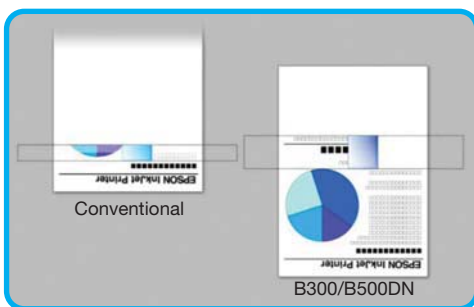 EPSON InkJet Printer
Conventional
EPSON InkJet Printer
B300/B500DN